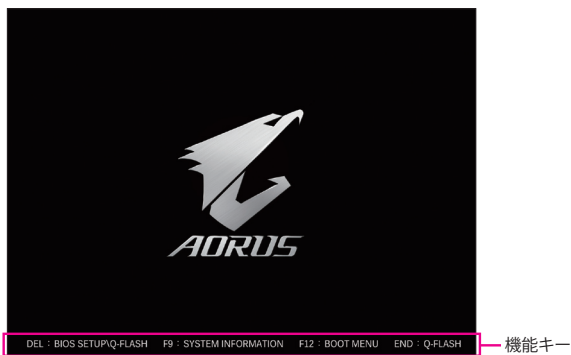 AORUS
DEL : BIOS SETUP\Q-FLASH F9 : SYSTEM INFORMATION F12 : BOOT MENU END : Q-FLASH
機能キー